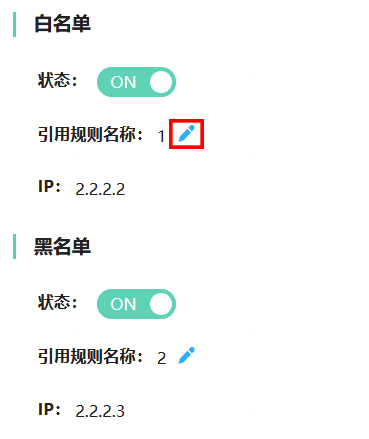 白名单
状态： ON
引用规则名称： 1
IP： 2.2.2.2
黑名单
状态： ON
引用规则名称： 2
IP： 2.2.2.3